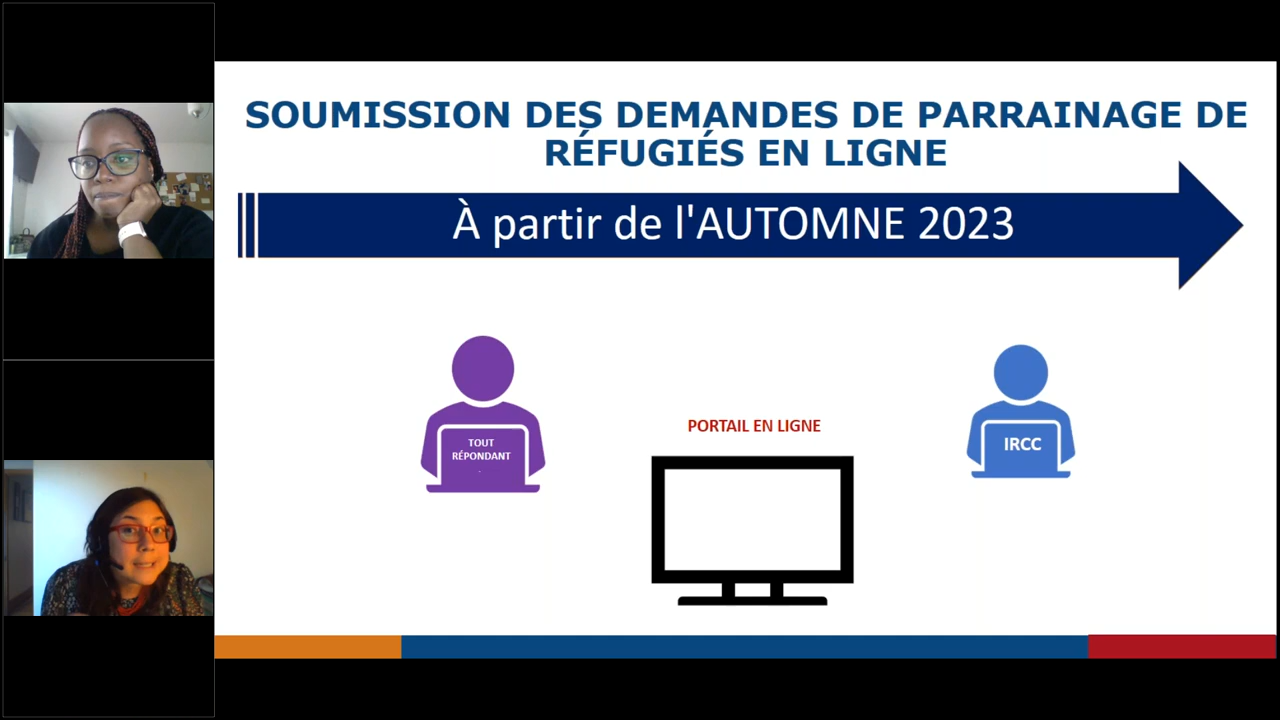 SOUMISSION DES DEMANDES DE PARRAINAGE DE
RÉFUGIÉS EN LIGNE
À partir de l'AUTOMNE 2023
TOUT
RÉPONDANT
.
PORTAIL EN LIGNE
IRCC